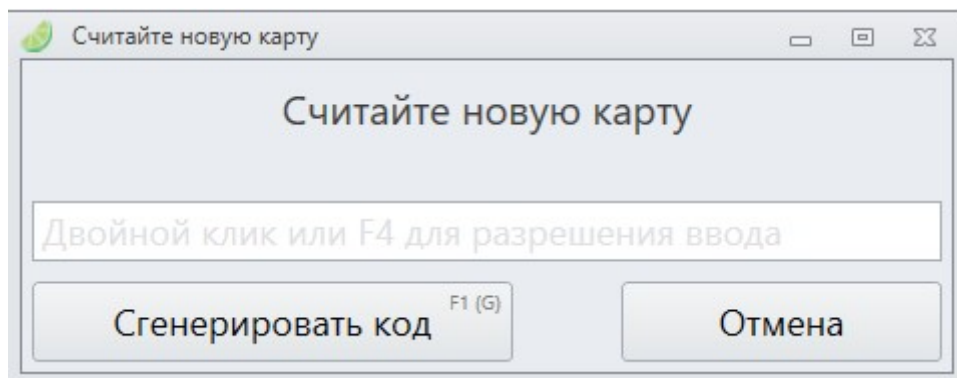 Считайте новую карту
Считайте новую карту
Двойной клик или F4 для разрешения ввода
Сгенерировать код F1 (G)
Отмена